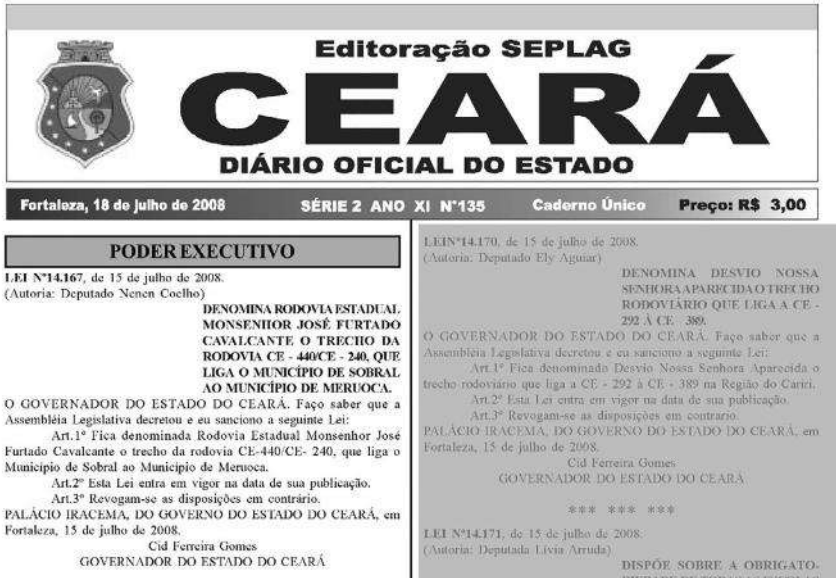 Editoração SEPLAG
CEARÁ
DIÁRIO OFICIAL DO ESTADO
Fortaleza, 18 de julho de 2008 SÉRIE 2 ANO XI Nº135 Caderno Único Preço: R$ 3,00
PODER EXECUTIVO
LEI Nº14.167, de 15 de julho de 2008.
(Autoria: Deputado Nenen Coelho)
DENOMINA RODOVIA ESTADUAL
MONSENHOR JOSÉ FURTADO
CAVALCANTE O TRECHO DA
RODOVIA CE - 440/CE - 240, QUE
LIGA O MUNICÍPIO DE SOBRAL
AO MUNICÍPIO DE MERUOCA.
O GOVERNADOR DO ESTADO DO CEARÁ. Faço saber que a
Assembléia Legislativa decretou e eu sanciono a seguinte Lei:
Art.1º Fica denominada Rodovia Estadual Monsenhor José
Furtado Cavalcante o trecho da rodovia CE-440/CE- 240, que liga o
Município de Sobral ao Município de Meruoca.
Art.2º Esta Lei entra em vigor na data de sua publicação.
Art.3º Revogam-se as disposições em contrário.
PALÁCIO IRACEMA, DO GOVERNO DO ESTADO DO CEARÁ, em
Fortaleza, 15 de julho de 2008.
Cid Ferreira Gomes
GOVERNADOR DO ESTADO DO CEARÁ
LEI Nº14.170, de 15 de julho de 2008.
(Autoria: Deputado Ely Aguiar)
DENOMINA DESVIO NOSSA
SENHORA APARECIDA O TRECHO
RODOVIÁRIO QUE LIGA A CE -
292 À CE 389.
O GOVERNADOR DO ESTADO DO CEARÁ. Faço saber que a
Assembléia Legislativa decretou e eu sanciono a seguinte Lei:
Art.1º Fica denominado Desvio Nossa Senhora Aparecida o
trecho rodoviário que liga a CE - 292 à CE - 389 na Região do Cariri.
Art.2º Esta Lei entra em vigor na data de sua publicação.
Art.3º Revogam-se as disposições em contrario.
PALÁCIO IRACEMA, DO GOVERNO DO ESTADO DO CEARÁ, em
Fortaleza, 15 de julho de 2008.
Cid Ferreira Gomes
GOVERNADOR DO ESTADO DO CEARÁ
*** *** ***
LEI Nº14.171, de 15 de julho de 2008.
(Autoria: Deputada Lívia Arruda)
DISPÕE SOBRE A OBRIGATO-